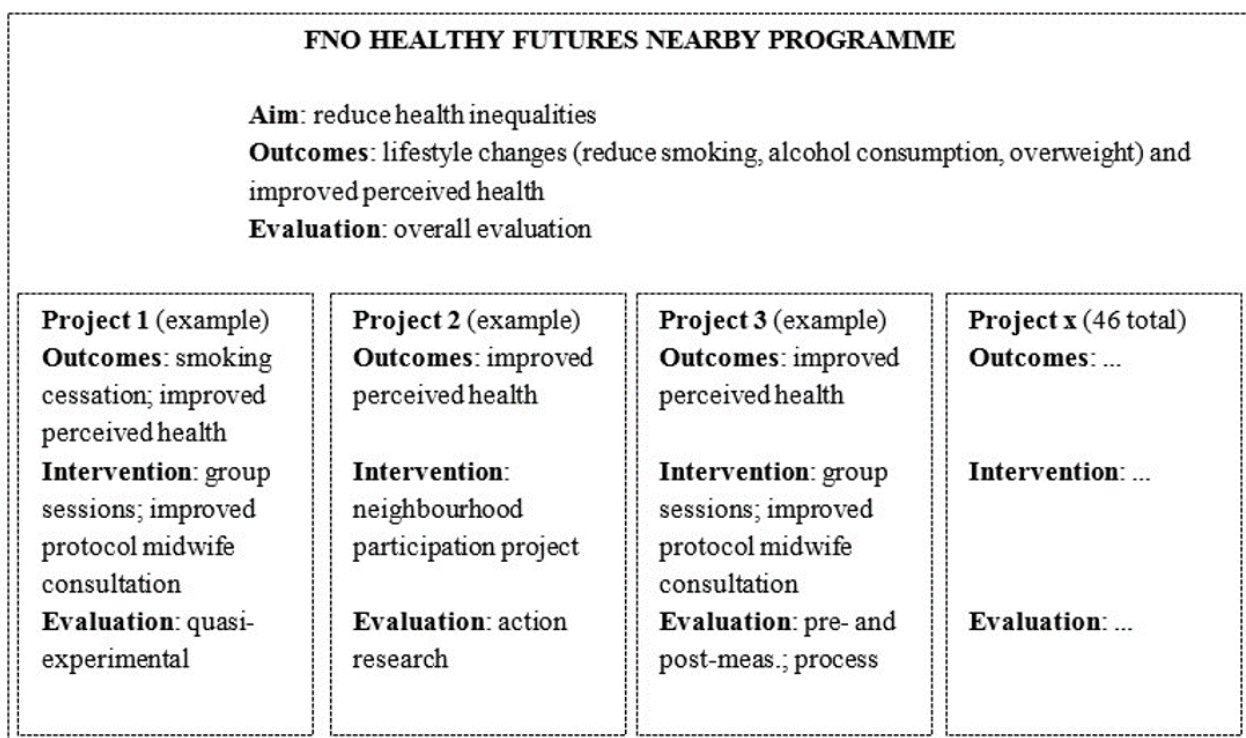 FNO HEALTHY FUTURES NEARBY PROGRAMME
Aim: reduce health inequalities
Outcomes: lifestyle changes (reduce smoking, alcohol consumption, overweight) and
improved perceived health
Evaluation: overall evaluation
Project 1 (example)
Outcomes: smoking
cessation; improved
perceived health
Intervention: group
sessions; improved
protocol midwife
consultation
Evaluation: quasi-
experimental
Project 2 (example)
Outcomes: improved
perceived health
Intervention:
neighbourhood
participation project
Evaluation: action
research
Project 3 (example)
Outcomes: improved
perceived health
Intervention: group
sessions; improved
protocol midwife
consultation
Evaluation: pre- and
post-meas.; process
Project x (46 total)
Outcomes: ...
Intervention: ...
Evaluation: ...